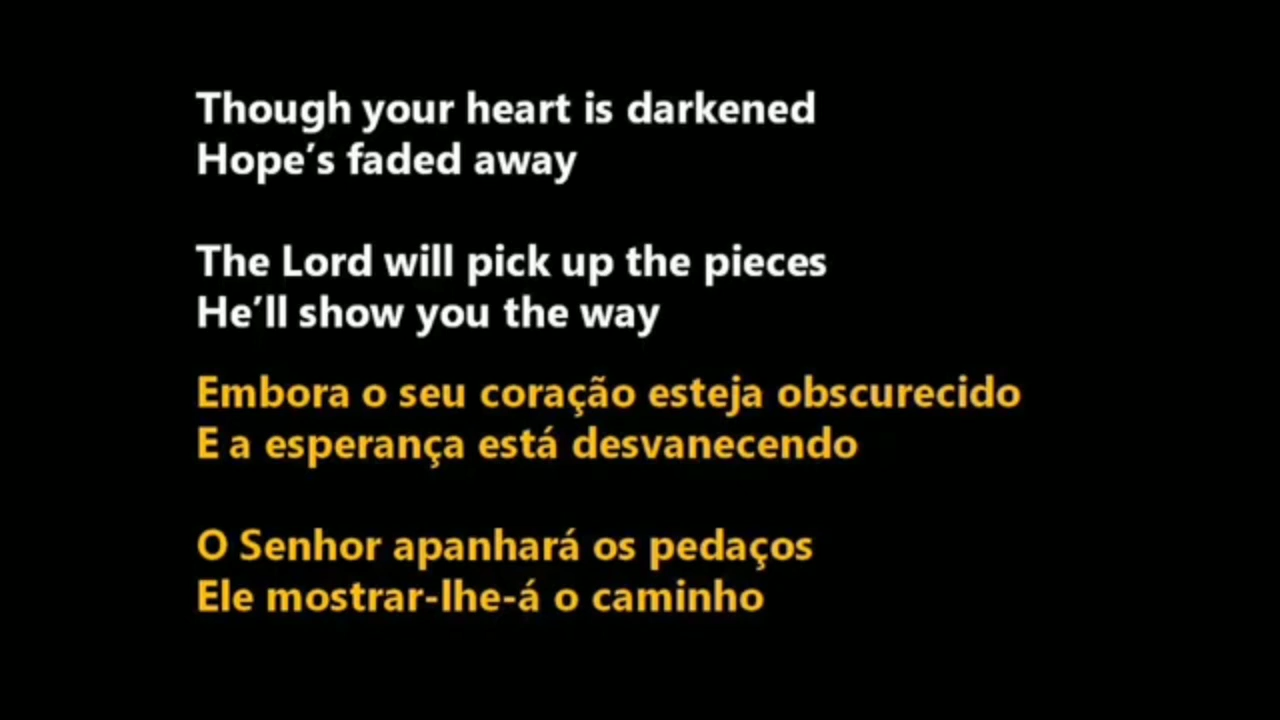 Though your heart is darkened
Hope’s faded away
The Lord will pick up the pieces
He’ll show you the way
Embora o seu coração esteja obscurecido
E a esperança está desvanecendo
O Senhor apanhará os pedaços
Ele mostrar-lhe-á o caminho